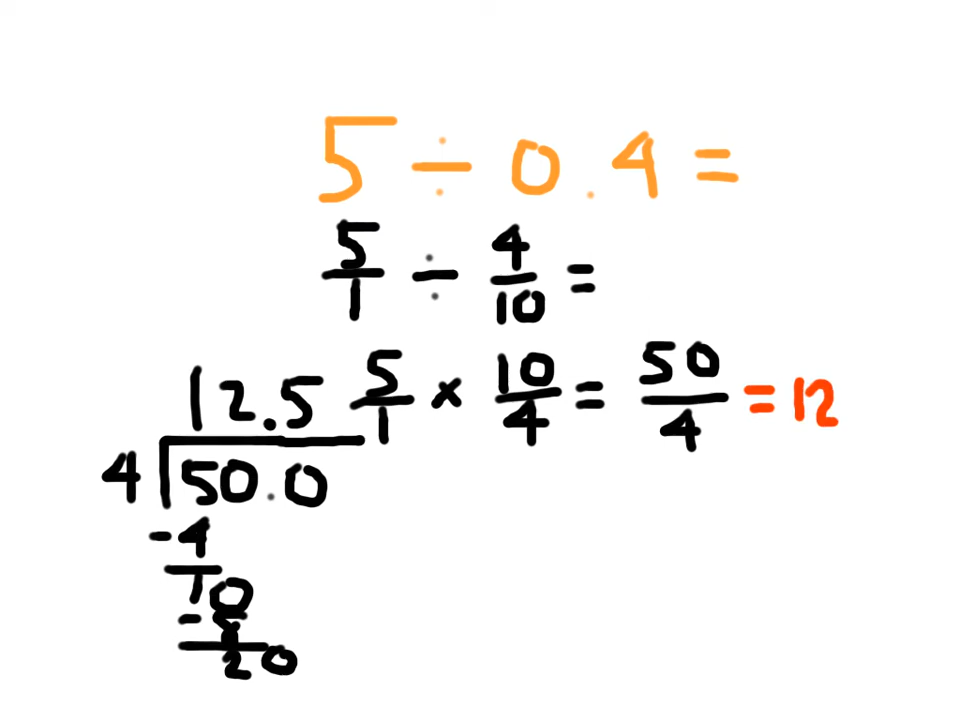 5 ÷ 0.4 =
5/1 ÷ 4/10 =
5/1 × 10/4 = 50/4 = 12
12.5
4 50.0
-4
10
-8
20